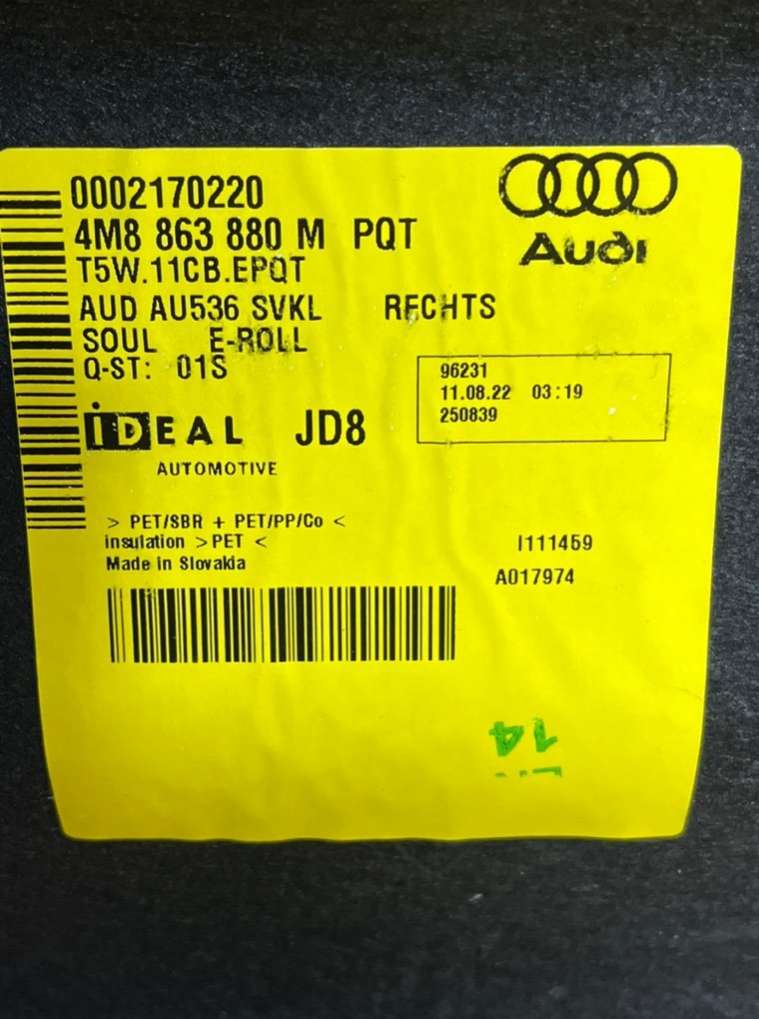 0002170220
4M8 863 880 M PQT
Audi
T5W.11CB.EPQT
AUD AU536 SVKL RECHTS
SOUL E-ROLL
Q-ST: 01S
96231
11.08.22 03:19
250839
iDEAL JD8
AUTOMOTIVE
> PET/SBR + PET/PP/Co <
insulation >PET <
Made in Slovakia
I111459
A017974
14